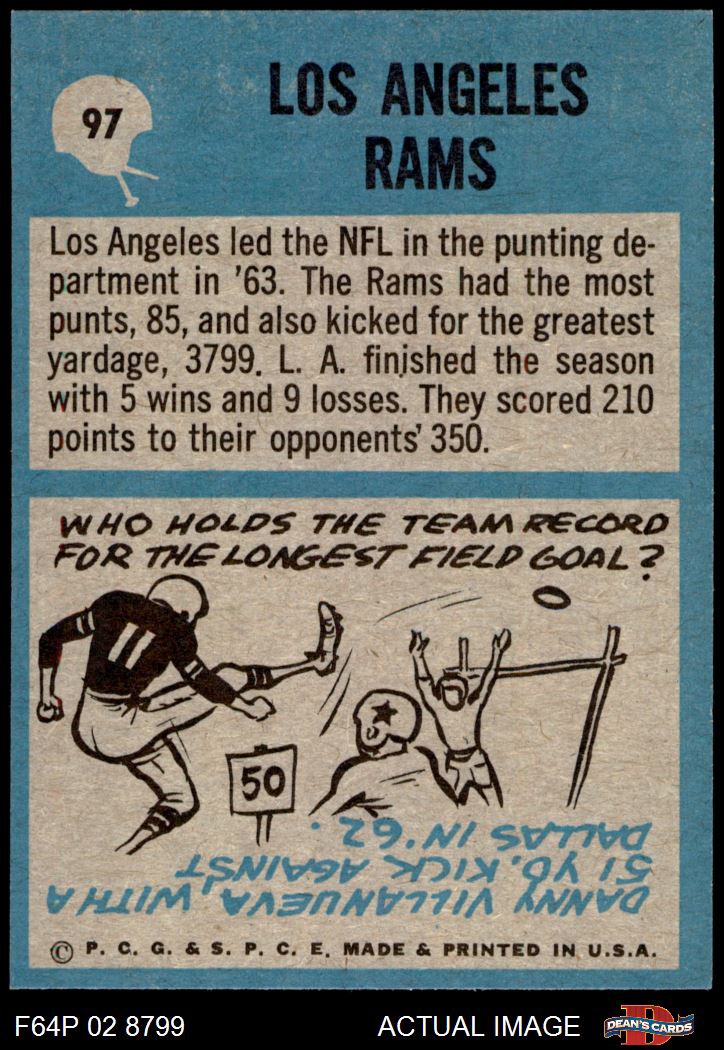 97
LOS ANGELES
RAMS
Los Angeles led the NFL in the punting de-
partment in '63. The Rams had the most
punts, 85, and also kicked for the greatest
yardage, 3799. L. A. finished the season
with 5 wins and 9 losses. They scored 210
points to their opponents' 350.
WHO HOLDS THE TEAM RECORD
FOR THE LONGEST FIELD GOAL?
11
50
DANNY VILLANUEVA, WITH A
51 YD. KICK AGAINST
DALLAS IN '62.
© P. C. G. & S. P. C. E. MADE & PRINTED IN U.S.A.
F64P 02 8799
ACTUAL IMAGE
D
DEAN'S CARDS